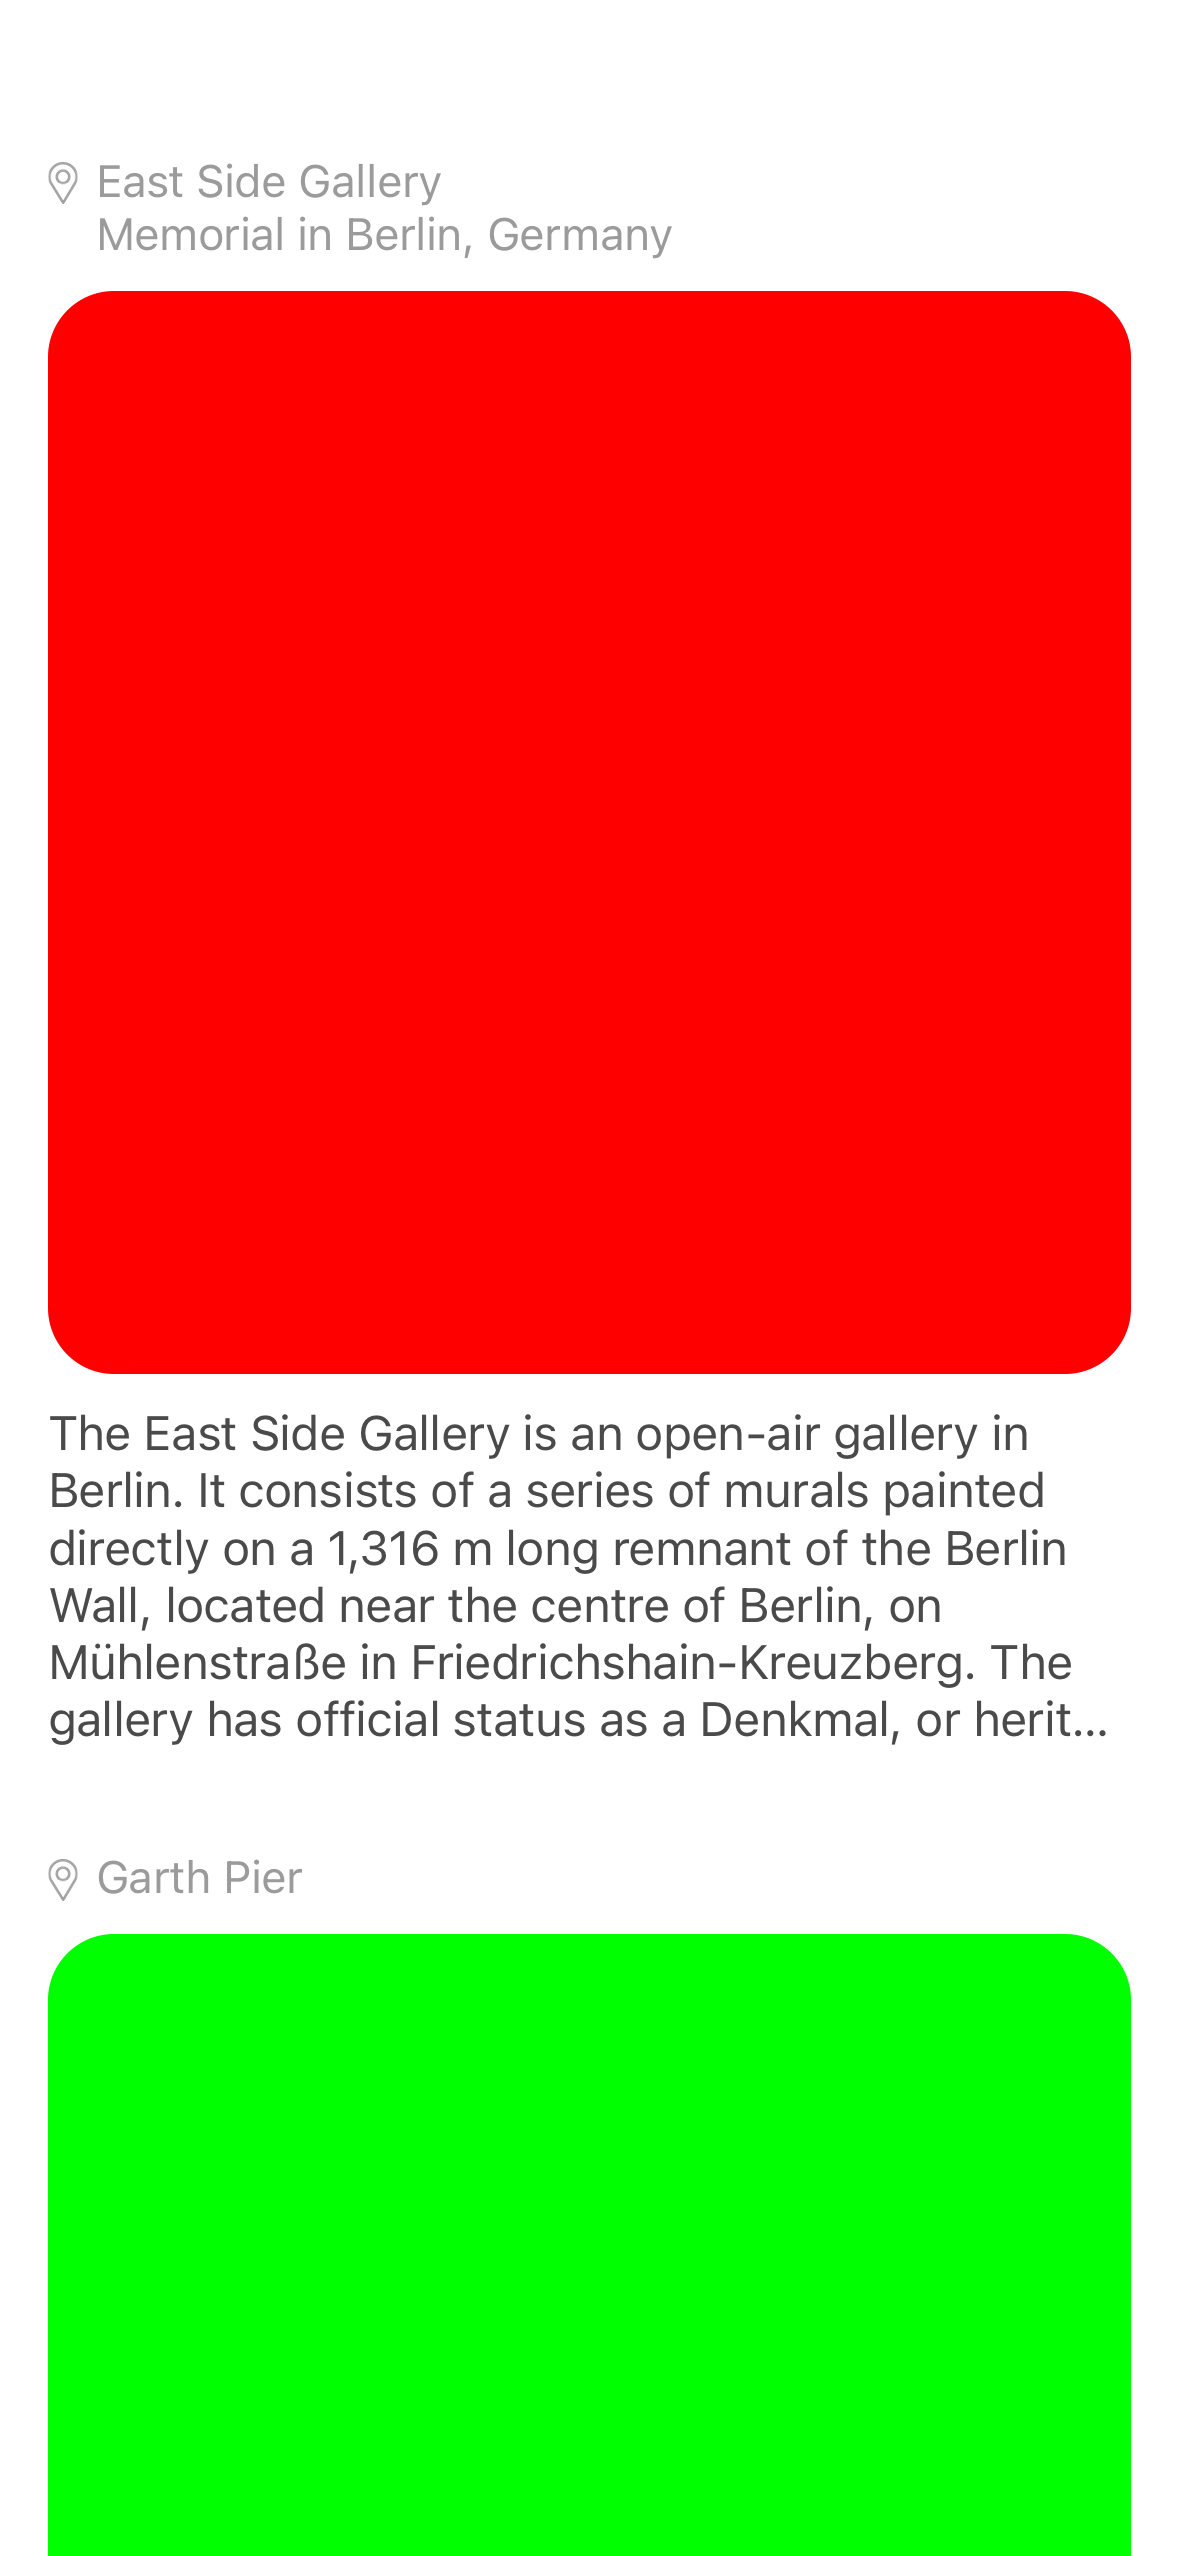 East Side Gallery
Memorial in Berlin, Germany
The East Side Gallery is an open-air gallery in
Berlin. It consists of a series of murals painted
directly on a 1,316 m long remnant of the Berlin
Wall, located near the centre of Berlin, on
Mühlenstraße in Friedrichshain-Kreuzberg. The
gallery has official status as a Denkmal, or herit...
Garth Pier